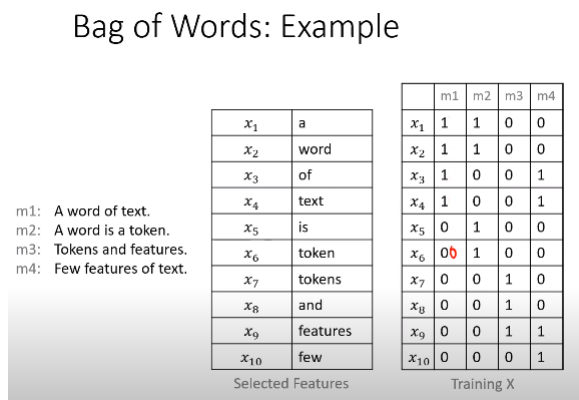 Bag of Words: Example
m1: A word of text.
m2: A word is a token.
m3: Tokens and features.
m4: Few features of text.
x1 a
x2 word
x3 of
x4 text
x5 is
x6 token
x7 tokens
x8 and
x9 features
x10 few
Selected Features
m1 m2 m3 m4
x1 1 1 0 0
x2 1 1 0 0
x3 1 0 0 1
x4 1 0 0 1
x5 0 1 0 0
x6 00 1 0 0
x7 0 0 1 0
x8 0 0 1 0
x9 0 0 1 1
x10 0 0 0 1
Training X